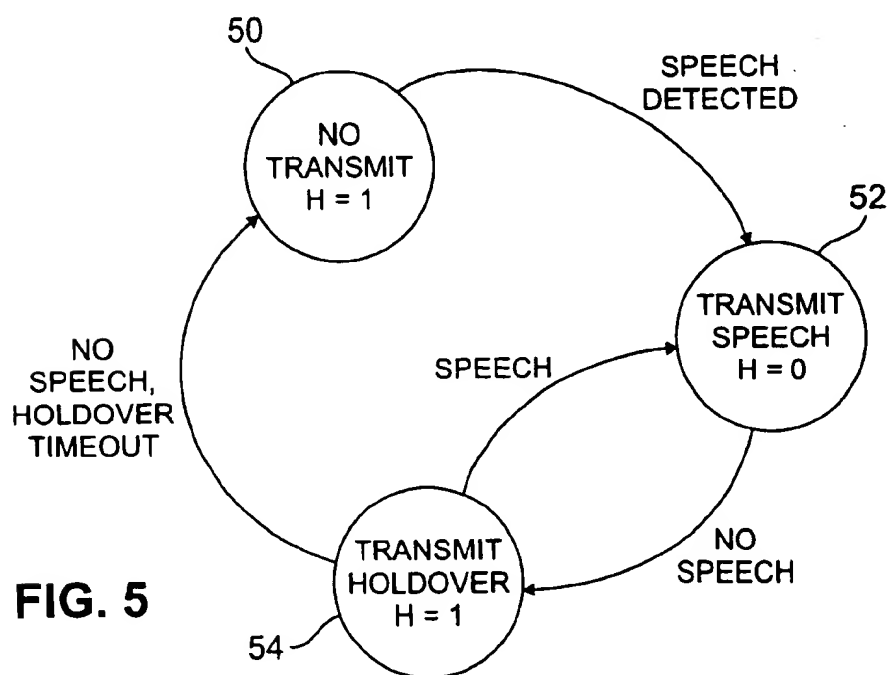 50
NO
TRANSMIT
H = 1
SPEECH
DETECTED
52
TRANSMIT
SPEECH
H = 0
NO
SPEECH,
HOLDOVER
TIMEOUT
SPEECH
NO
SPEECH
TRANSMIT
HOLDOVER
H = 1
54
FIG. 5